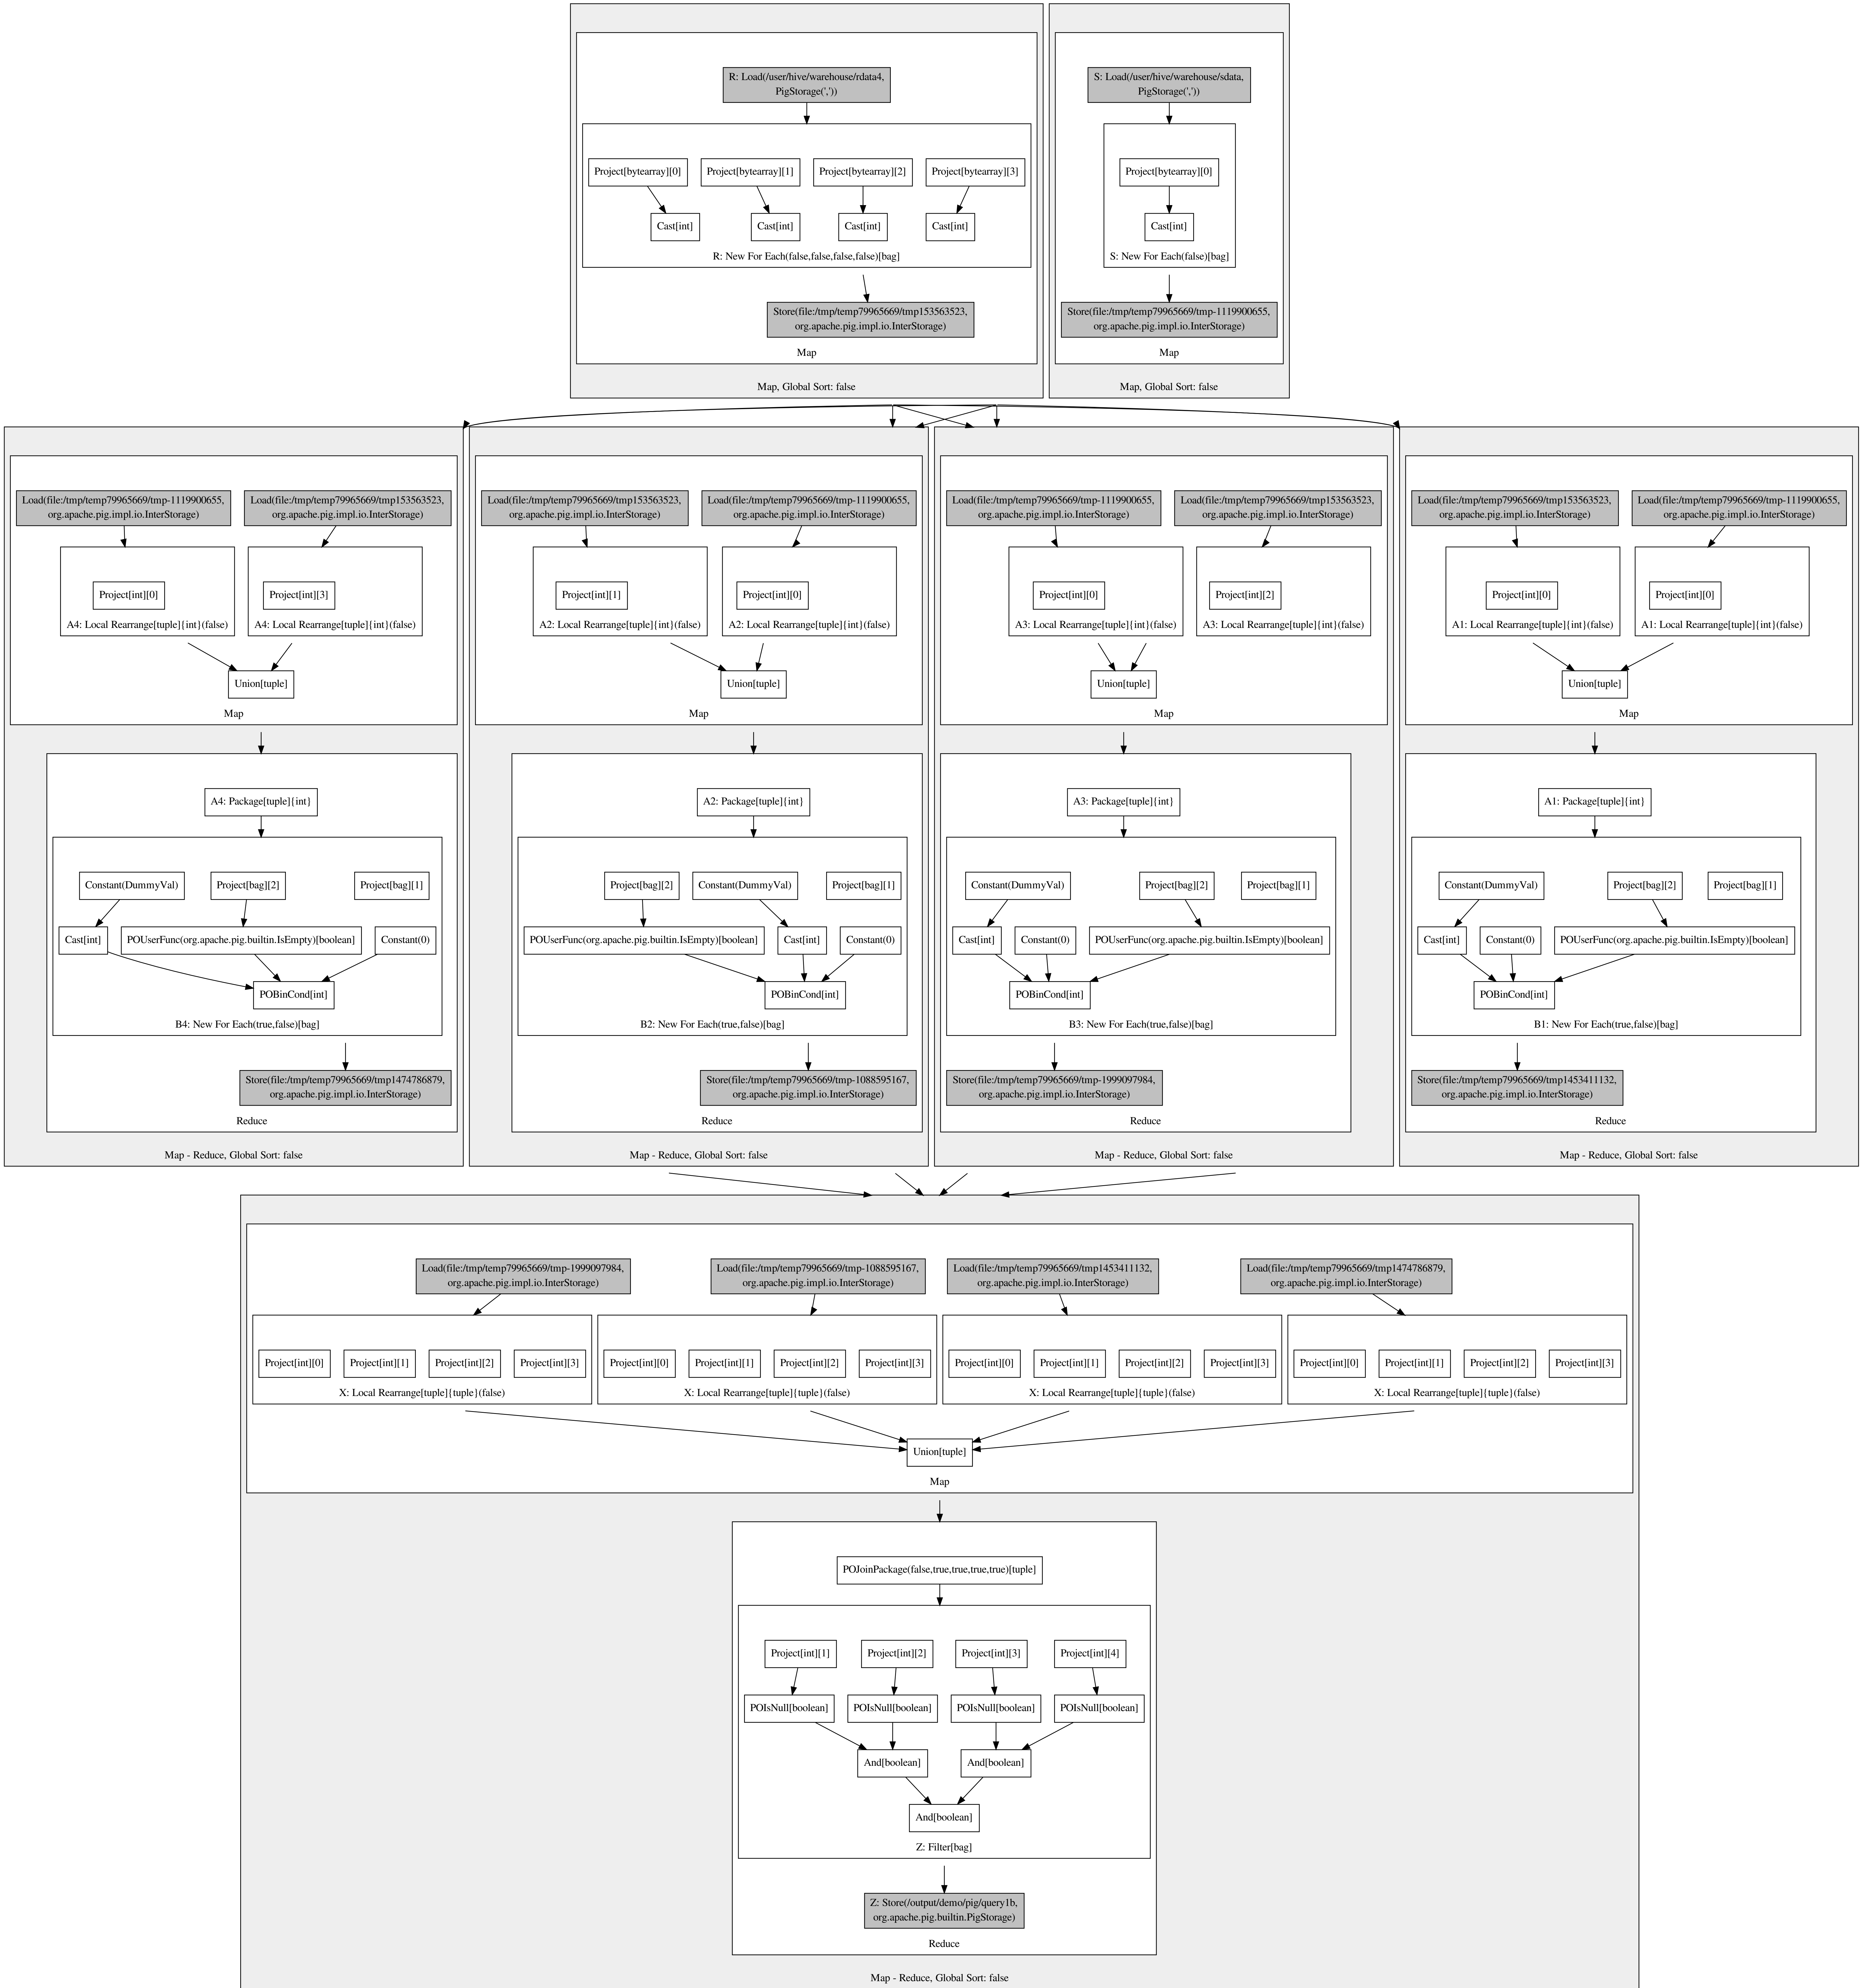 R: Load(/user/hive/warehouse/rdata4,
PigStorage(','))
Project[bytearray][0]
Project[bytearray][1]
Project[bytearray][2]
Project[bytearray][3]
Cast[int]
Cast[int]
Cast[int]
Cast[int]
R: New For Each(false,false,false,false)[bag]
Store(file:/tmp/temp79965669/tmp153563523,
org.apache.pig.impl.io.InterStorage)
Map
Map, Global Sort: false
S: Load(/user/hive/warehouse/sdata,
PigStorage(','))
Project[bytearray][0]
Cast[int]
S: New For Each(false)[bag]
Store(file:/tmp/temp79965669/tmp-1119900655,
org.apache.pig.impl.io.InterStorage)
Map
Map, Global Sort: false
Load(file:/tmp/temp79965669/tmp-1119900655,
org.apache.pig.impl.io.InterStorage)
Load(file:/tmp/temp79965669/tmp153563523,
org.apache.pig.impl.io.InterStorage)
Project[int][0]
A4: Local Rearrange[tuple]{int}(false)
Project[int][3]
A4: Local Rearrange[tuple]{int}(false)
Union[tuple]
Map
A4: Package[tuple]{int}
Constant(DummyVal)
Project[bag][2]
Project[bag][1]
Cast[int]
POUserFunc(org.apache.pig.builtin.IsEmpty)[boolean]
Constant(0)
POBinCond[int]
B4: New For Each(true,false)[bag]
Store(file:/tmp/temp79965669/tmp1474786879,
org.apache.pig.impl.io.InterStorage)
Reduce
Map - Reduce, Global Sort: false
Load(file:/tmp/temp79965669/tmp153563523,
org.apache.pig.impl.io.InterStorage)
Load(file:/tmp/temp79965669/tmp-1119900655,
org.apache.pig.impl.io.InterStorage)
Project[int][1]
A2: Local Rearrange[tuple]{int}(false)
Project[int][0]
A2: Local Rearrange[tuple]{int}(false)
Union[tuple]
Map
A2: Package[tuple]{int}
Project[bag][2]
Constant(DummyVal)
Project[bag][1]
POUserFunc(org.apache.pig.builtin.IsEmpty)[boolean]
Cast[int]
Constant(0)
POBinCond[int]
B2: New For Each(true,false)[bag]
Store(file:/tmp/temp79965669/tmp-1088595167,
org.apache.pig.impl.io.InterStorage)
Reduce
Map - Reduce, Global Sort: false
Load(file:/tmp/temp79965669/tmp-1119900655,
org.apache.pig.impl.io.InterStorage)
Load(file:/tmp/temp79965669/tmp153563523,
org.apache.pig.impl.io.InterStorage)
Project[int][0]
A3: Local Rearrange[tuple]{int}(false)
Project[int][2]
A3: Local Rearrange[tuple]{int}(false)
Union[tuple]
Map
A3: Package[tuple]{int}
Constant(DummyVal)
Project[bag][2]
Project[bag][1]
Cast[int]
Constant(0)
POUserFunc(org.apache.pig.builtin.IsEmpty)[boolean]
POBinCond[int]
B3: New For Each(true,false)[bag]
Store(file:/tmp/temp79965669/tmp-1999097984,
org.apache.pig.impl.io.InterStorage)
Reduce
Map - Reduce, Global Sort: false
Load(file:/tmp/temp79965669/tmp153563523,
org.apache.pig.impl.io.InterStorage)
Load(file:/tmp/temp79965669/tmp-1119900655,
org.apache.pig.impl.io.InterStorage)
Project[int][0]
A1: Local Rearrange[tuple]{int}(false)
Project[int][0]
A1: Local Rearrange[tuple]{int}(false)
Union[tuple]
Map
A1: Package[tuple]{int}
Constant(DummyVal)
Project[bag][2]
Project[bag][1]
Cast[int]
Constant(0)
POUserFunc(org.apache.pig.builtin.IsEmpty)[boolean]
POBinCond[int]
B1: New For Each(true,false)[bag]
Store(file:/tmp/temp79965669/tmp1453411132,
org.apache.pig.impl.io.InterStorage)
Reduce
Map - Reduce, Global Sort: false
Load(file:/tmp/temp79965669/tmp-1999097984,
org.apache.pig.impl.io.InterStorage)
Load(file:/tmp/temp79965669/tmp-1088595167,
org.apache.pig.impl.io.InterStorage)
Load(file:/tmp/temp79965669/tmp1453411132,
org.apache.pig.impl.io.InterStorage)
Load(file:/tmp/temp79965669/tmp1474786879,
org.apache.pig.impl.io.InterStorage)
Project[int][0]
Project[int][1]
Project[int][2]
Project[int][3]
X: Local Rearrange[tuple]{tuple}(false)
Project[int][0]
Project[int][1]
Project[int][2]
Project[int][3]
X: Local Rearrange[tuple]{tuple}(false)
Project[int][0]
Project[int][1]
Project[int][2]
Project[int][3]
X: Local Rearrange[tuple]{tuple}(false)
Project[int][0]
Project[int][1]
Project[int][2]
Project[int][3]
X: Local Rearrange[tuple]{tuple}(false)
Union[tuple]
Map
POJoinPackage(false,true,true,true,true)[tuple]
Project[int][1]
Project[int][2]
Project[int][3]
Project[int][4]
POIsNull[boolean]
POIsNull[boolean]
POIsNull[boolean]
POIsNull[boolean]
And[boolean]
And[boolean]
And[boolean]
Z: Filter[bag]
Z: Store(/output/demo/pig/query1b,
org.apache.pig.builtin.PigStorage)
Reduce
Map - Reduce, Global Sort: false